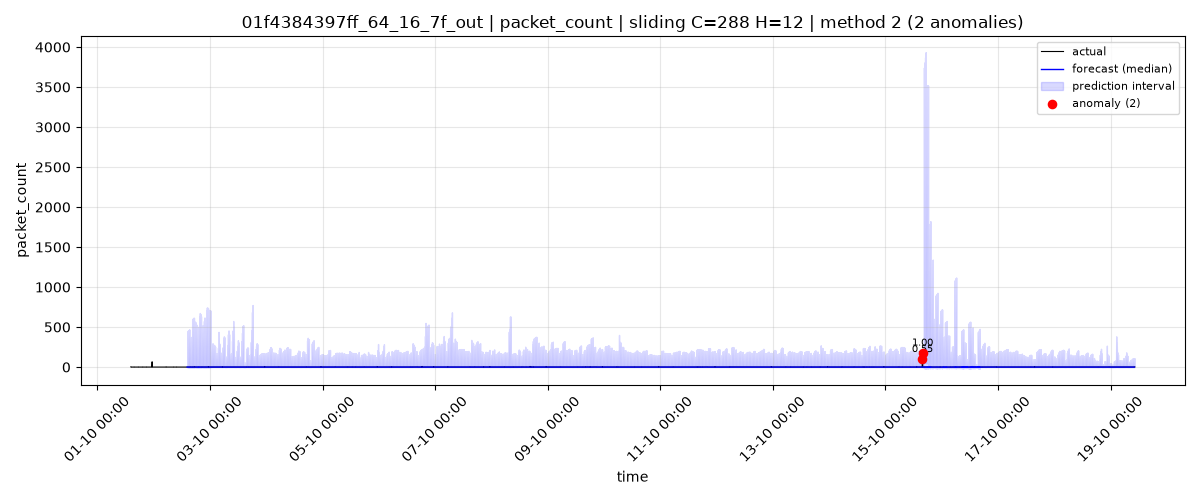 01f4384397ff_64_16_7f_out | packet_count | sliding C=288 H=12 | method 2 (2 anomalies)
packet_count
4000
3500
3000
2500
2000
1500
1000
500
0
actual
forecast (median)
prediction interval
anomaly (2)
1.00
01-10 00:00
03-10 00:00
05-10 00:00
07-10 00:00
09-10 00:00
11-10 00:00
13-10 00:00
15-10 00:00
17-10 00:00
19-10 00:00
time